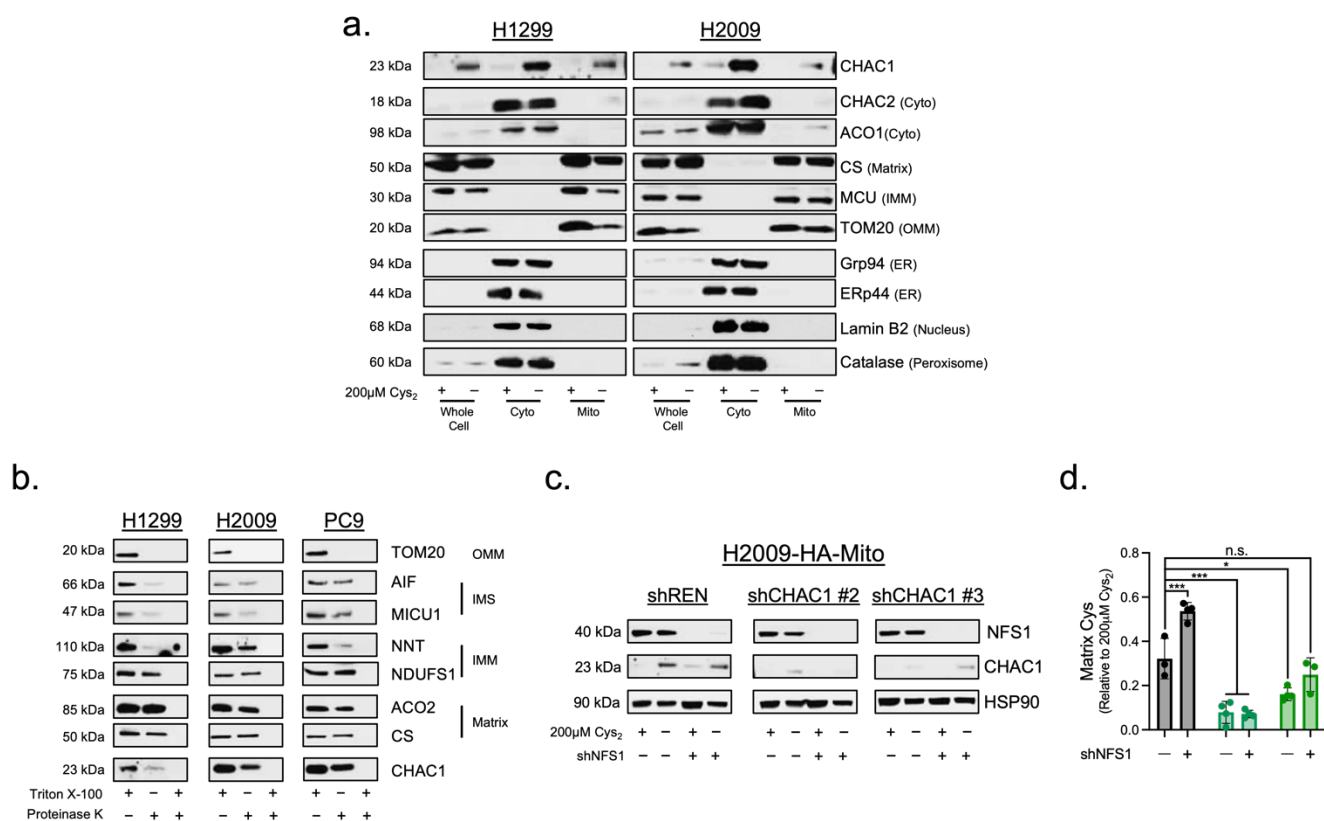 a.
H1299 H2009
23 kDa CHAC1
18 kDa CHAC2 (Cyto)
98 kDa ACO1(Cyto)
50 kDa CS (Matrix)
30 kDa MCU (IMM)
20 kDa TOM20 (OMM)
94 kDa Grp94 (ER)
44 kDa ERp44 (ER)
68 kDa Lamin B2 (Nucleus)
60 kDa Catalase (Peroxisome)
200µM Cys₂ + – + – + – + – + – + –
Whole Cyto Mito Whole Cyto Mito
Cell Cell
b.
H1299 H2009 PC9
20 kDa TOM20 OMM
66 kDa AIF
IMS
47 kDa MICU1
110 kDa NNT
IMM
75 kDa NDUFS1
85 kDa ACO2
Matrix
50 kDa CS
23 kDa CHAC1
Triton X-100 + – + + – + + – +
Proteinase K – + + – + + – + +
c.
H2009-HA-Mito
shREN shCHAC1 #2 shCHAC1 #3
40 kDa NFS1
23 kDa CHAC1
90 kDa HSP90
200µM Cys₂ + – + – + – + – + – + –
shNFS1 – – + + – – + + – – + +
d.
Matrix Cys
(Relative to 200µM Cys₂)
0.8
0.6
0.4
0.2
0.0
n.s.
*
***
***
shNFS1 — + — + — +